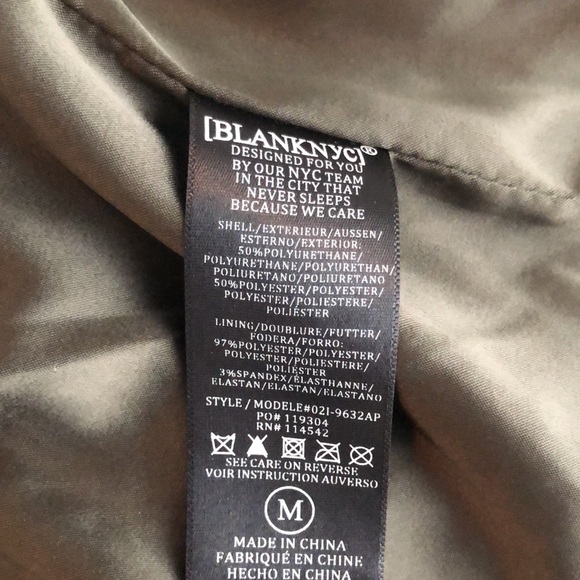 [BLANKNYC]®
DESIGNED FOR YOU
BY OUR NYC TEAM
IN THE CITY THAT
NEVER SLEEPS
BECAUSE WE CARE
SHELL/EXTERIEUR/AUSSEN/
ESTERNO/EXTERIOR:
50%POLYURETHANE/
POLYURETHANE/POLYURETHAN/
POLIURETANO/POLIURETANO
50%POLYESTER/POLYESTER/
POLYESTER/POLIESTERE/
POLIÉSTER
LINING/DOUBLURE/FUTTER/
FODERA/FORRO:
97%POLYESTER/POLYESTER/
POLYESTER/POLIESTERE/
POLIÉSTER
3%SPANDEX/ÉLASTHANNE/
ELASTAN/ELASTAN/ELASTANO
STYLE / MODELE#02I-9632AP
PO# 119304
RN# 114542
SEE CARE ON REVERSE
VOIR INSTRUCTION AUVERSO
M
MADE IN CHINA
FABRIQUÉ EN CHINE
HECHO EN CHINA